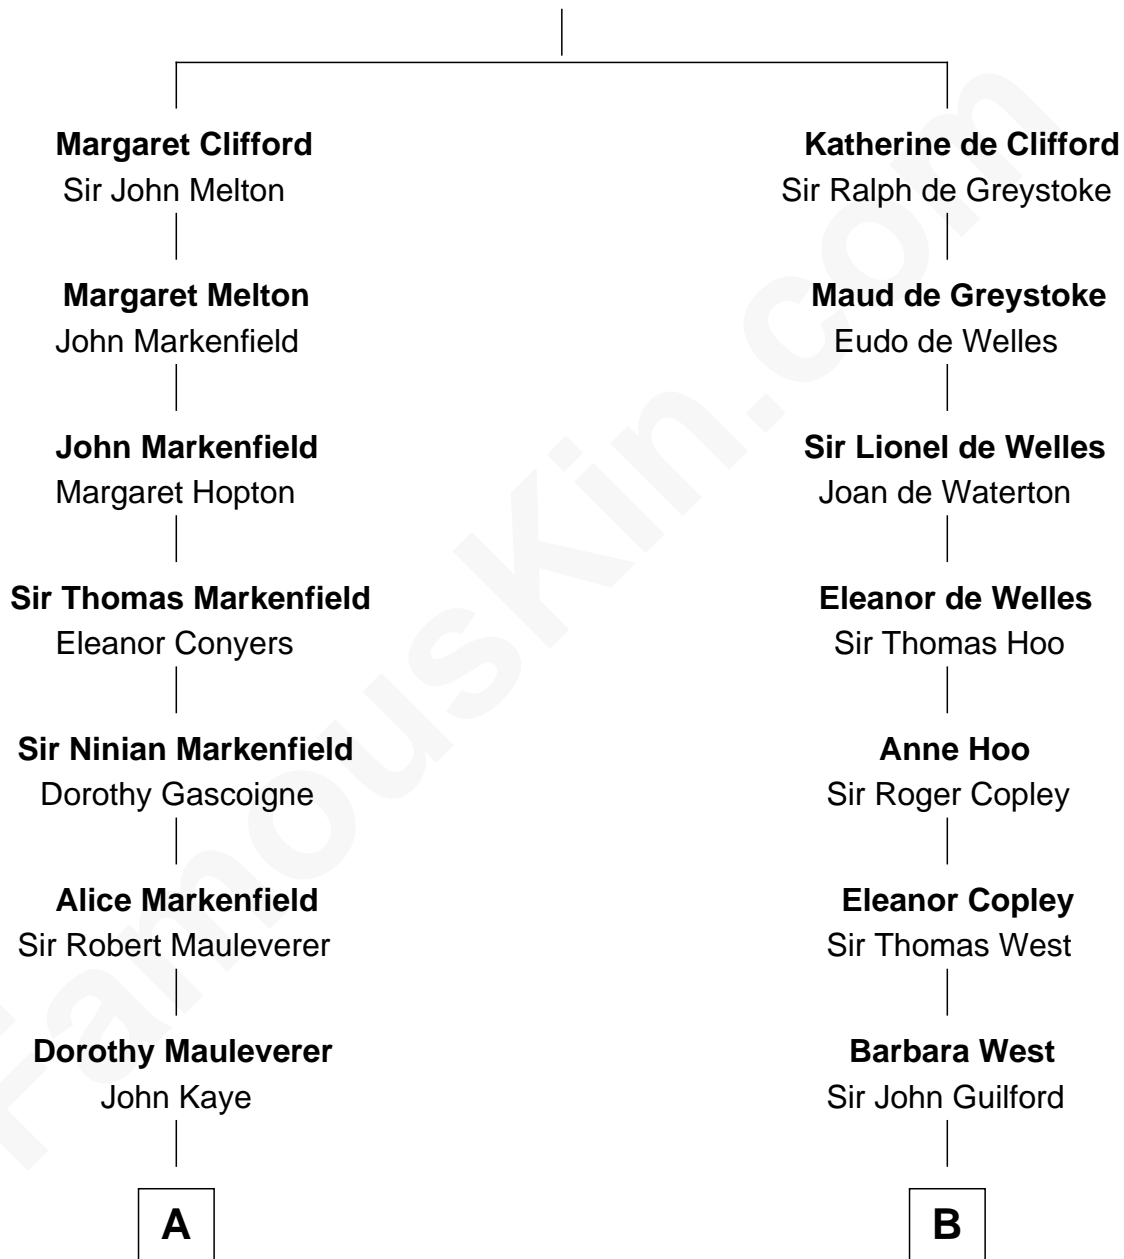 Margaret Clifford
Sir John Melton
Margaret Melton
John Markenfield
John Markenfield
Margaret Hopton
Sir Thomas Markenfield
Eleanor Conyers
Sir Ninian Markenfield
Dorothy Gascoigne
Alice Markenfield
Sir Robert Mauleverer
Dorothy Mauleverer
John Kaye
A
Katherine de Clifford
Sir Ralph de Greystoke
Maud de Greystoke
Eudo de Welles
Sir Lionel de Welles
Joan de Waterton
Eleanor de Welles
Sir Thomas Hoo
Anne Hoo
Sir Roger Copley
Eleanor Copley
Sir Thomas West
Barbara West
Sir John Guilford
B
FamousKin.com